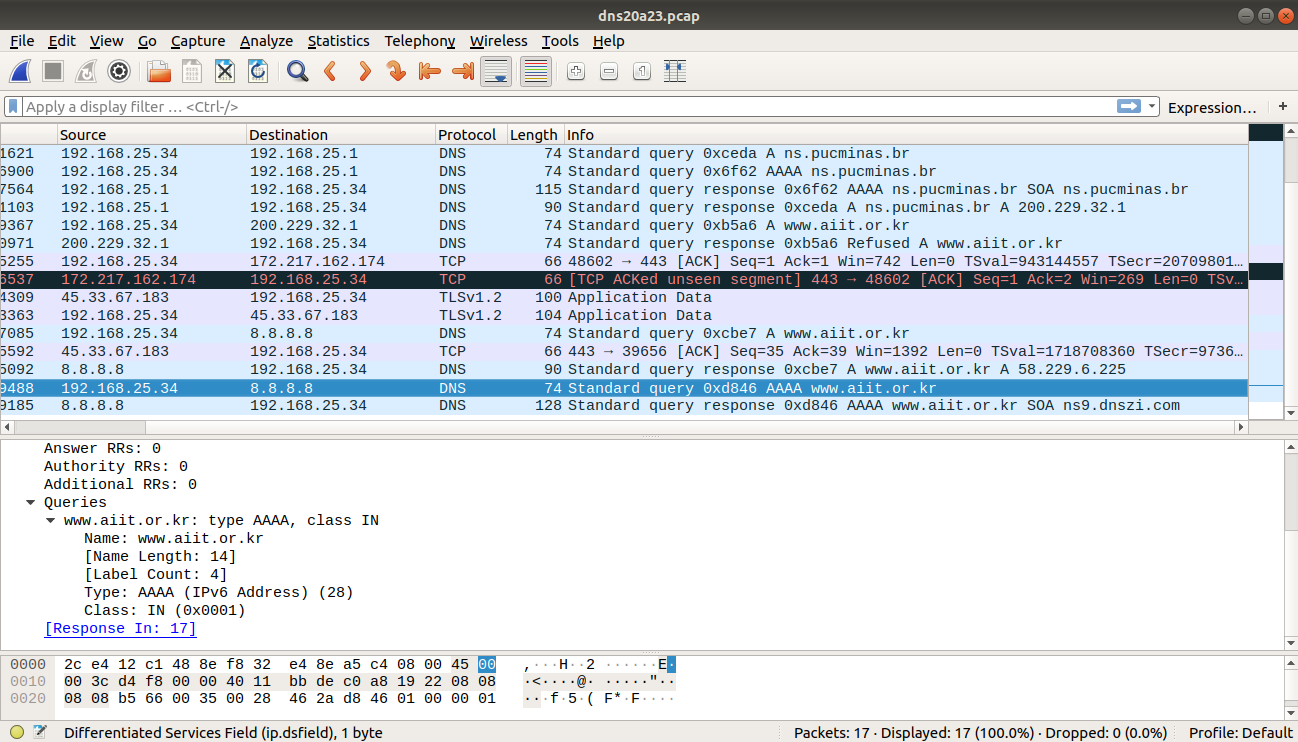 dns20a23.pcap
File Edit View Go Capture Analyze Statistics Telephony Wireless Tools Help
Apply a display filter … <Ctrl-/> Expression… +
Source Destination Protocol Length Info
1621 192.168.25.34 192.168.25.1 DNS 74 Standard query 0xceda A ns.pucminas.br
6900 192.168.25.34 192.168.25.1 DNS 74 Standard query 0x6f62 AAAA ns.pucminas.br
7564 192.168.25.1 192.168.25.34 DNS 115 Standard query response 0x6f62 AAAA ns.pucminas.br SOA ns.pucminas.br
1103 192.168.25.1 192.168.25.34 DNS 90 Standard query response 0xceda A ns.pucminas.br A 200.229.32.1
9367 192.168.25.34 200.229.32.1 DNS 74 Standard query 0xb5a6 A www.aiit.or.kr
0971 200.229.32.1 192.168.25.34 DNS 74 Standard query response 0xb5a6 Refused A www.aiit.or.kr
5255 192.168.25.34 172.217.162.174 TCP 66 48602 → 443 [ACK] Seq=1 Ack=1 Win=742 Len=0 TSval=943144557 TSecr=20709801…
6537 172.217.162.174 192.168.25.34 TCP 66 [TCP ACKed unseen segment] 443 → 48602 [ACK] Seq=1 Ack=2 Win=269 Len=0 TSv…
4309 45.33.67.183 192.168.25.34 TLSv1.2 100 Application Data
3363 192.168.25.34 45.33.67.183 TLSv1.2 104 Application Data
7085 192.168.25.34 8.8.8.8 DNS 74 Standard query 0xcbe7 A www.aiit.or.kr
5592 45.33.67.183 192.168.25.34 TCP 66 443 → 39656 [ACK] Seq=35 Ack=39 Win=1392 Len=0 TSval=1718708360 TSecr=9736…
5092 8.8.8.8 192.168.25.34 DNS 90 Standard query response 0xcbe7 A www.aiit.or.kr A 58.229.6.225
9488 192.168.25.34 8.8.8.8 DNS 74 Standard query 0xd846 AAAA www.aiit.or.kr
9185 8.8.8.8 192.168.25.34 DNS 128 Standard query response 0xd846 AAAA www.aiit.or.kr SOA ns9.dnszi.com
Answer RRs: 0
Authority RRs: 0
Additional RRs: 0
Queries
www.aiit.or.kr: type AAAA, class IN
Name: www.aiit.or.kr
[Name Length: 14]
[Label Count: 4]
Type: AAAA (IPv6 Address) (28)
Class: IN (0x0001)
[Response In: 17]
0000 2c e4 12 c1 48 8e f8 32 e4 8e a5 c4 08 00 45 00 ,···H··2 ······E·
0010 00 3c d4 f8 00 00 40 11 bb de c0 a8 19 22 08 08 ·<····@· ·····"··
0020 08 08 b5 66 00 35 00 28 46 2a d8 46 01 00 00 01 ···f·5·( F*·F····
Differentiated Services Field (ip.dsfield), 1 byte Packets: 17 · Displayed: 17 (100.0%) · Dropped: 0 (0.0%) Profile: Default